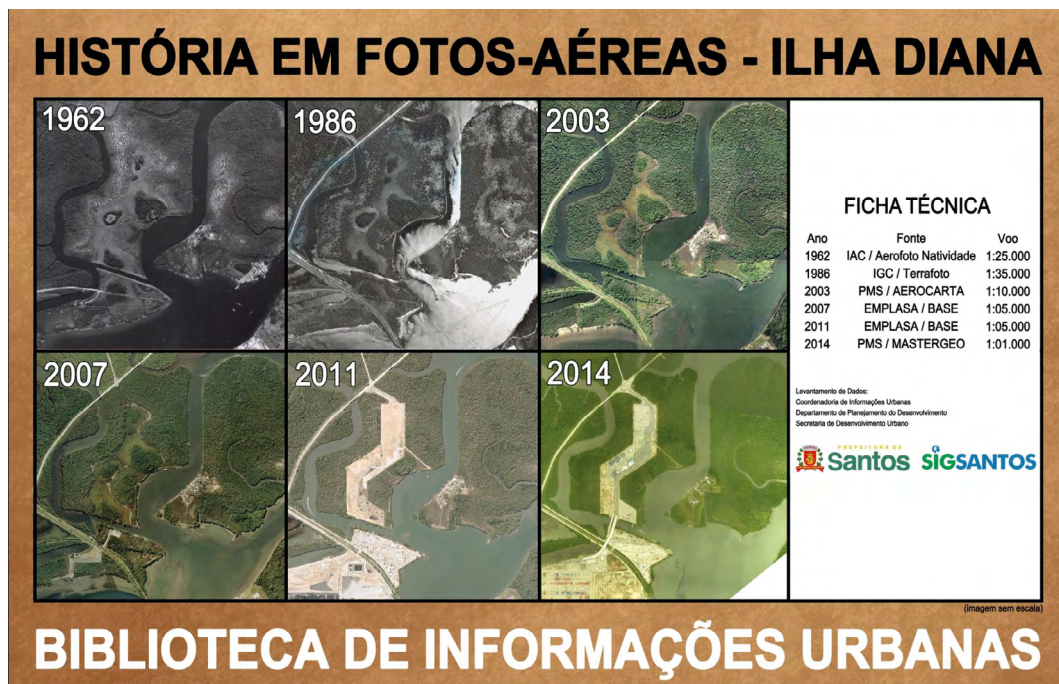 HISTÓRIA EM FOTOS-AÉREAS - ILHA DIANA
1962
1986
2003
2007
2011
2014
FICHA TÉCNICA
Ano Fonte Voo
1962 IAC / Aerofoto Natividade 1:25.000
1986 IGC / Terrafoto 1:35.000
2003 PMS / AEROCARTA 1:10.000
2007 EMPLASA / BASE 1:05.000
2011 EMPLASA / BASE 1:05.000
2014 PMS / MASTERGEO 1:01.000
Levantamento de Dados:
Coordenadoria de Informações Urbanas
Departamento de Planejamento do Desenvolvimento
Secretaria de Desenvolvimento Urbano
PREFEITURA DE
Santos
SIGSANTOS
(imagem sem escala)
BIBLIOTECA DE INFORMAÇÕES URBANAS